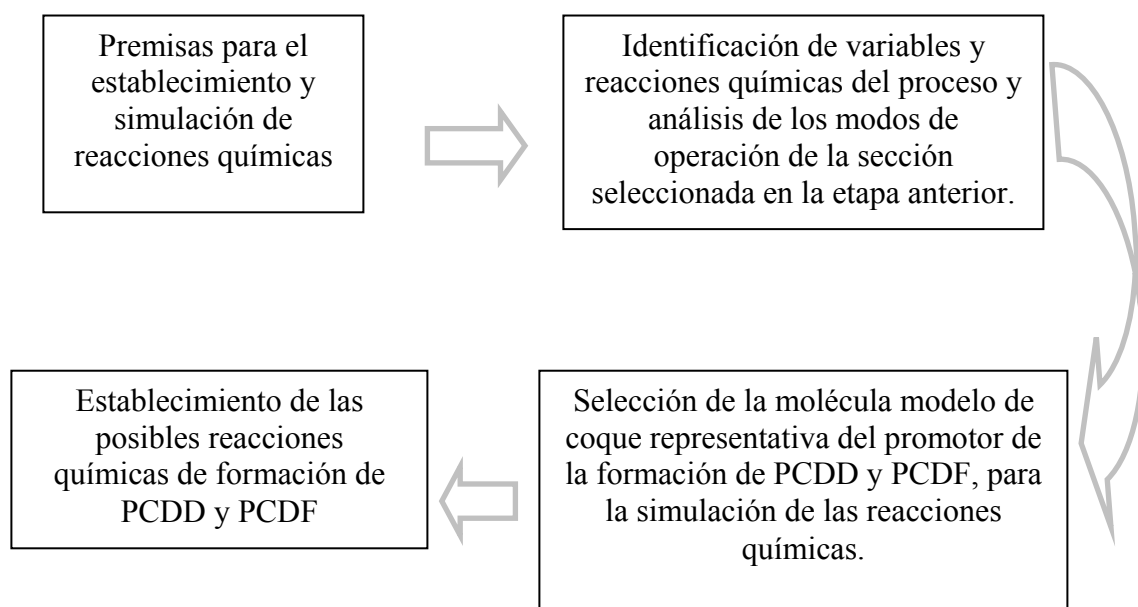 Premisas para el
establecimiento y
simulación de
reacciones químicas
Identificación de variables y
reacciones químicas del proceso y
análisis de los modos de
operación de la sección
seleccionada en la etapa anterior.
Selección de la molécula modelo de
coque representativa del promotor de
la formación de PCDD y PCDF, para
la simulación de las reacciones
químicas.
Establecimiento de las
posibles reacciones
químicas de formación de
PCDD y PCDF